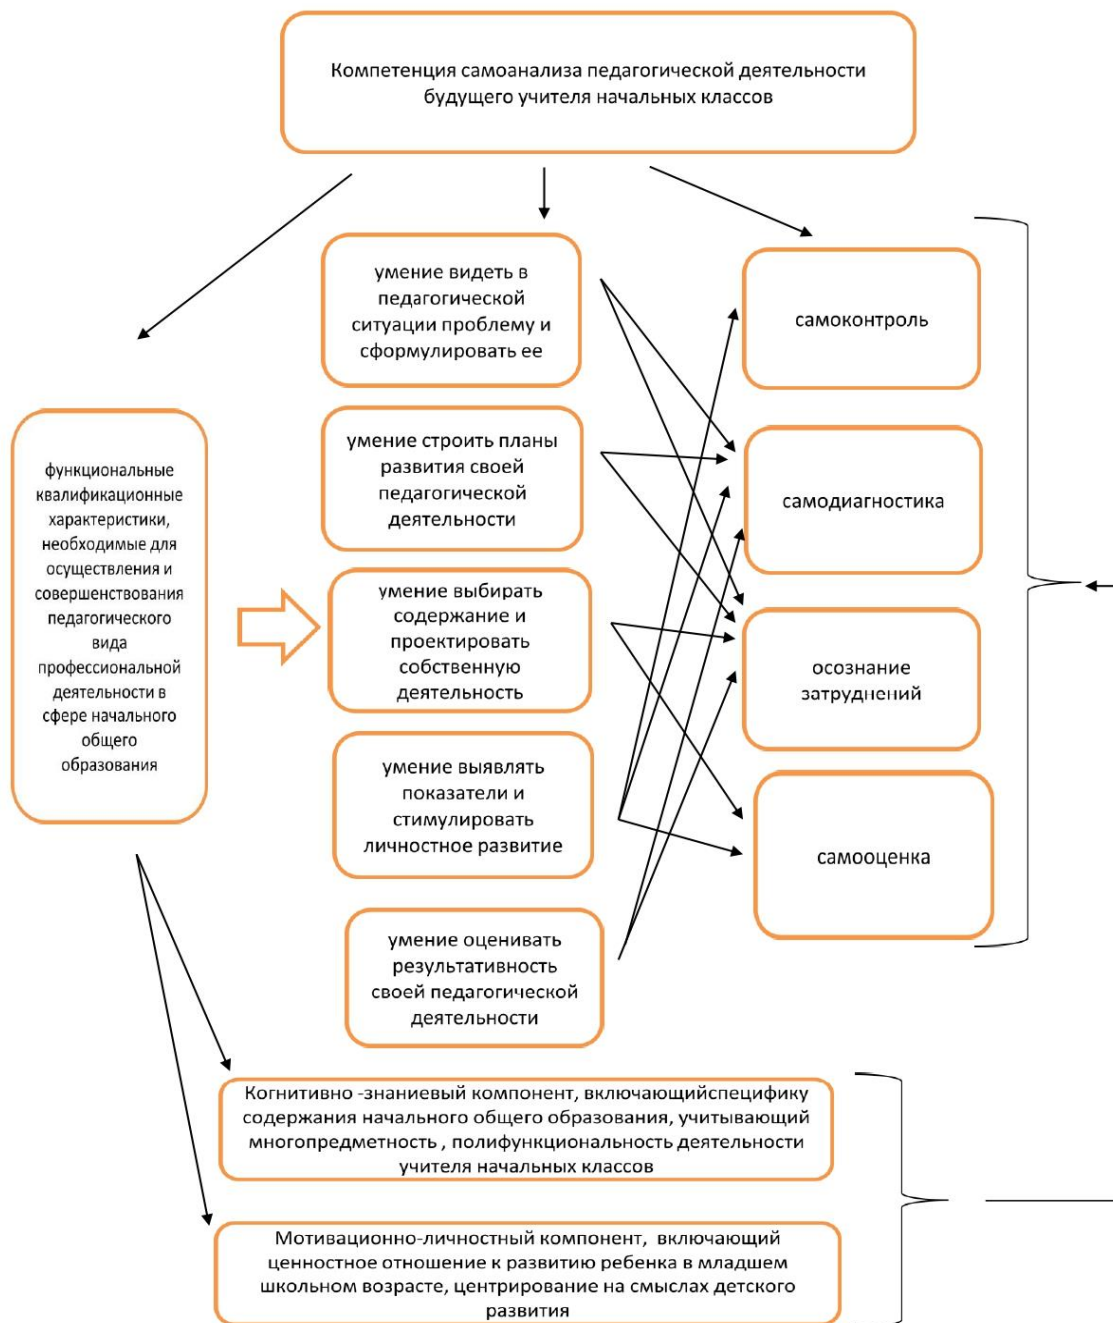 Компетенция самоанализа педагогической деятельности
будущего учителя начальных классов
умение видеть в
педагогической
ситуации проблему и
сформулировать ее
самоконтроль
функциональные
квалификационные
характеристики,
необходимые для
осуществления и
совершенствования
педагогического
вида
профессиональной
деятельности в
сфере начального
общего
образования
умение строить планы
развития своей
педагогической
деятельности
самодиагностика
умение выбирать
содержание и
проектировать
собственную
деятельность
осознание
затруднений
умение выявлять
показатели и
стимулировать
личностное развитие
самооценка
умение оценивать
результативность
своей педагогической
деятельности
Когнитивно -знаниевый компонент, включающийспецифику
содержания начального общего образования, учитывающий
многопредметность , полифункциональность деятельности
учителя начальных классов
Мотивационно-личностный компонент, включающий
ценностное отношение к развитию ребенка в младшем
школьном возрасте, центрирование на смыслах детского
развития